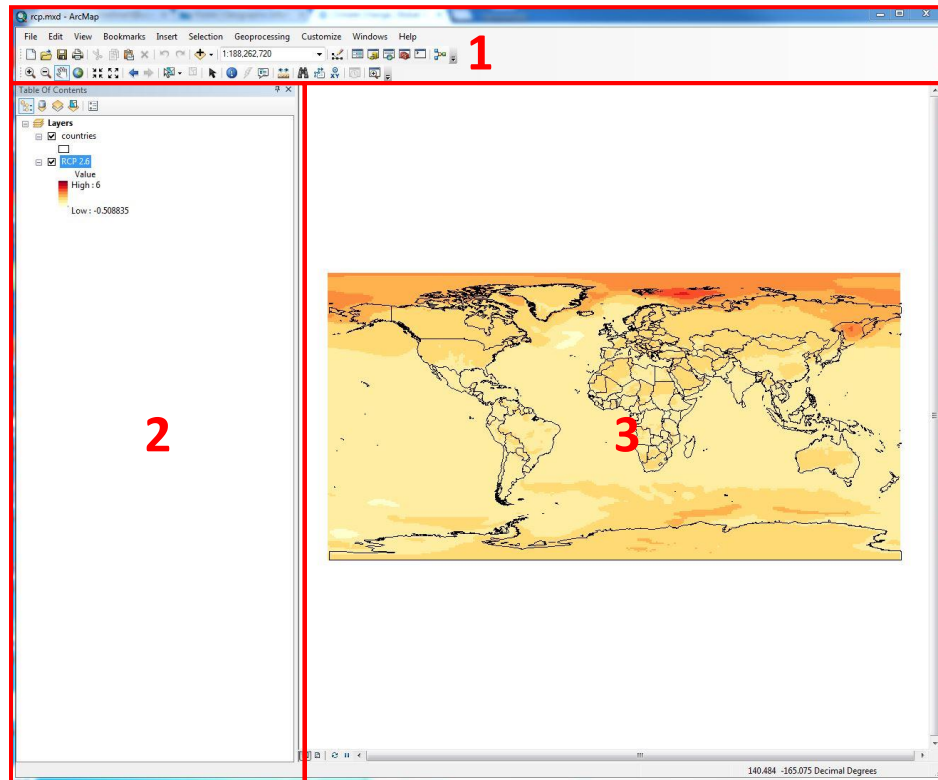 rcp.mxd - ArcMap
File Edit View Bookmarks Insert Selection Geoprocessing Customize Windows Help
1:188,262,720
1
Table Of Contents
Layers
countries
RCP 2.6
Value
High : 6
Low : -0.508835
2
3
140.484 -165.075 Decimal Degrees